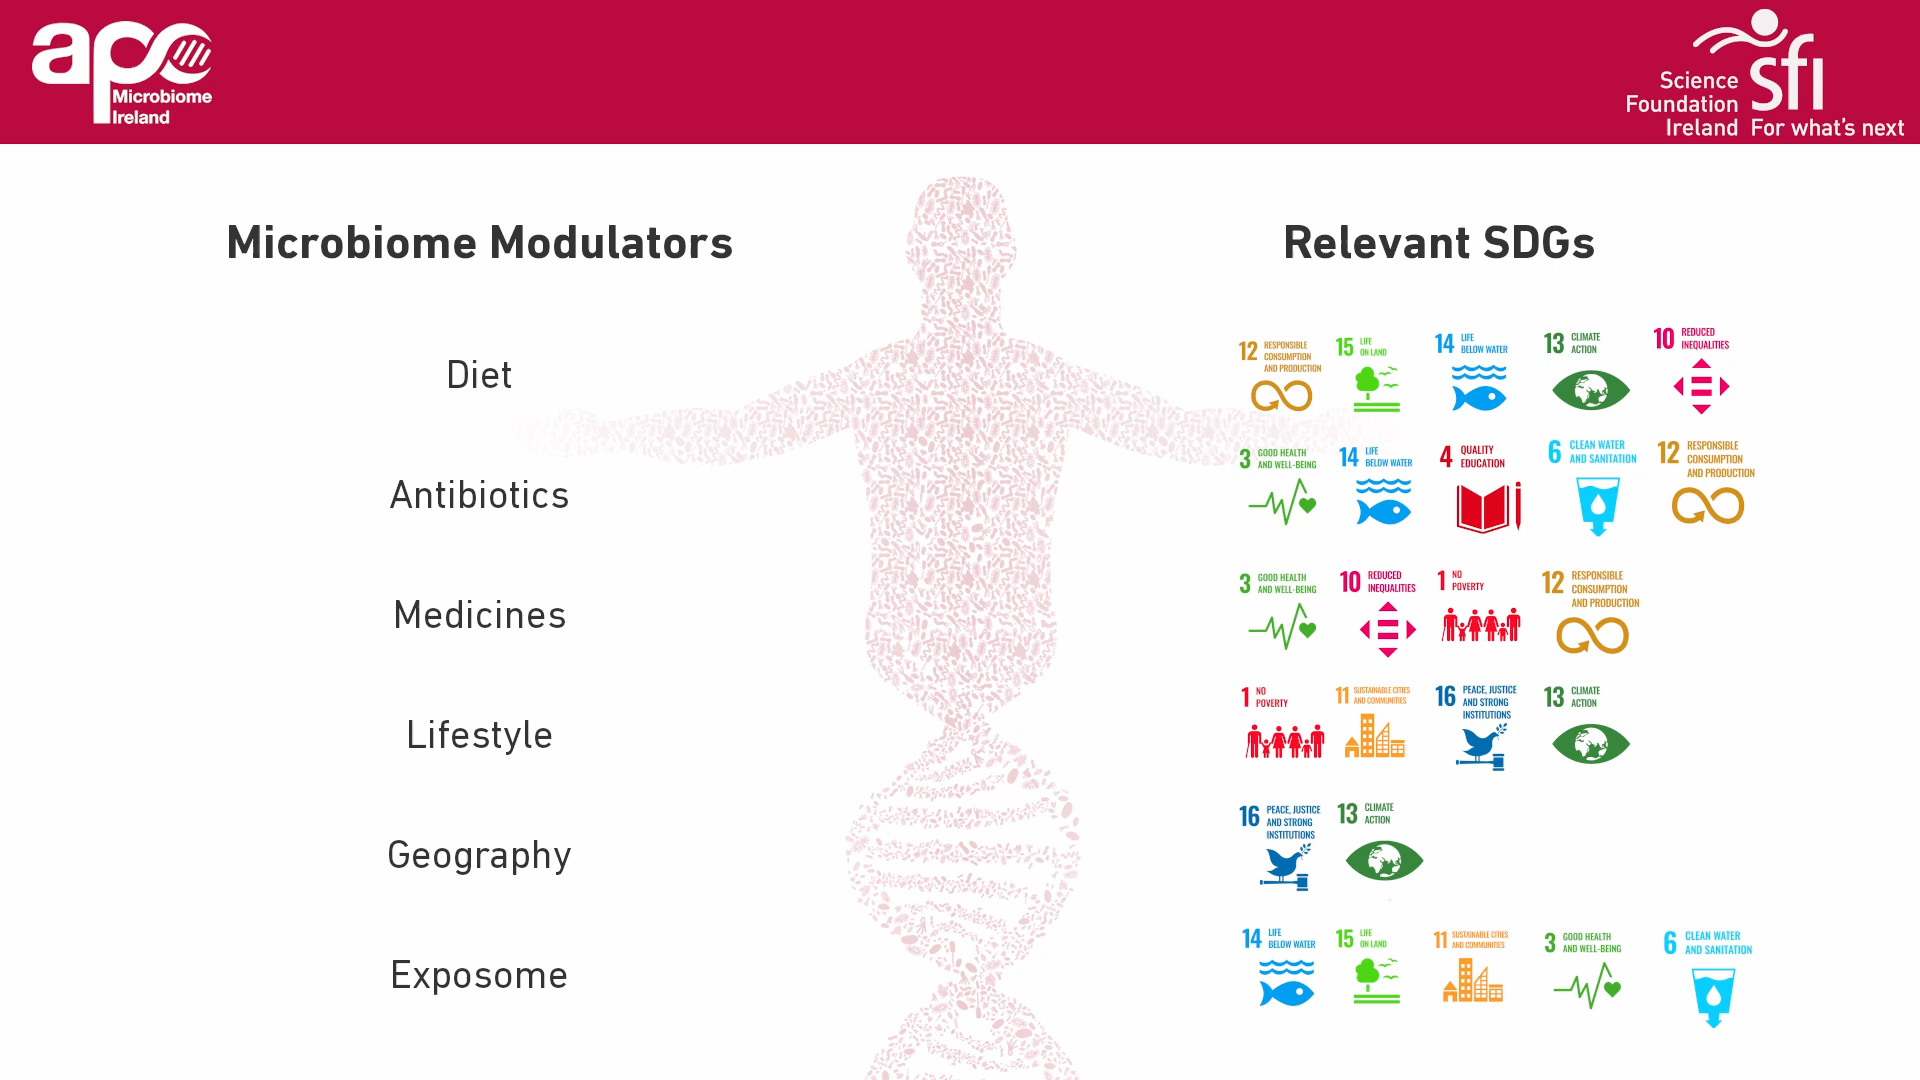 apc
Microbiome
Ireland
Science
Foundation
Ireland
sfi
For what's next
Microbiome Modulators
Relevant SDGs
Diet
12 RESPONSIBLE
CONSUMPTION
AND PRODUCTION
15 LIFE
ON LAND
14 LIFE
BELOW WATER
13 CLIMATE
ACTION
10 REDUCED
INEQUALITIES
Antibiotics
3 GOOD HEALTH
AND WELL-BEING
14 LIFE
BELOW WATER
4 QUALITY
EDUCATION
6 CLEAN WATER
AND SANITATION
12 RESPONSIBLE
CONSUMPTION
AND PRODUCTION
Medicines
3 GOOD HEALTH
AND WELL-BEING
10 REDUCED
INEQUALITIES
1 NO
POVERTY
12 RESPONSIBLE
CONSUMPTION
AND PRODUCTION
Lifestyle
1 NO
POVERTY
11 SUSTAINABLE CITIES
AND COMMUNITIES
16 PEACE, JUSTICE
AND STRONG
INSTITUTIONS
13 CLIMATE
ACTION
Geography
16 PEACE, JUSTICE
AND STRONG
INSTITUTIONS
13 CLIMATE
ACTION
Exposome
14 LIFE
BELOW WATER
15 LIFE
ON LAND
11 SUSTAINABLE CITIES
AND COMMUNITIES
3 GOOD HEALTH
AND WELL-BEING
6 CLEAN WATER
AND SANITATION